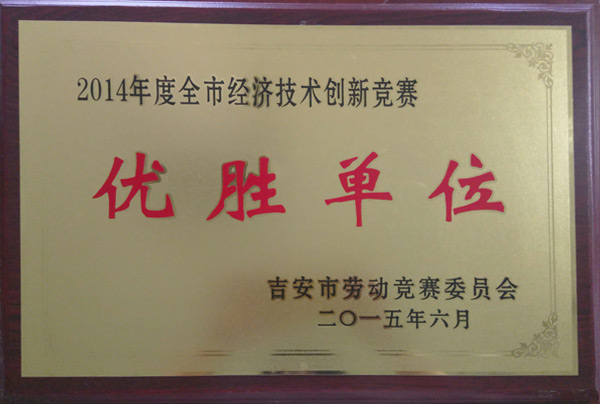 2014年度全市经济技术创新竞赛
优胜单位
吉安市劳动竞赛委员会
二〇一五年六月